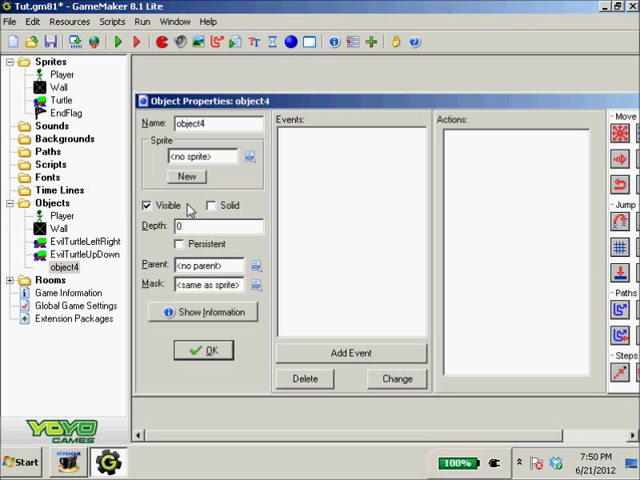 Tut.gm81* - GameMaker 8.1
File Edit Resources Scripts Run Window Help
Sprites
Player
Wall
Turtle
EndFlag
Sounds
Backgrounds
Paths
Scripts
Fonts
Time Lines
Objects
Player
Wall
EvilTurtleLeftRight
EvilTurtleUpDown
object4
Rooms
Game Information
Global Game Settings
Extension Packages
YOYO
GAMES
Object Properties: object4
Name: object4
Sprite
<no sprite>
New
Visible Solid
Depth: 0
Persistent
Parent: <no parent>
Mask: <same as sprite>
Show Information
OK
Events:
Add Event
Delete Change
Actions:
Move
Jump
Paths
Steps
Start
HYPERCAM
100%
7:50 PM
6/21/2012